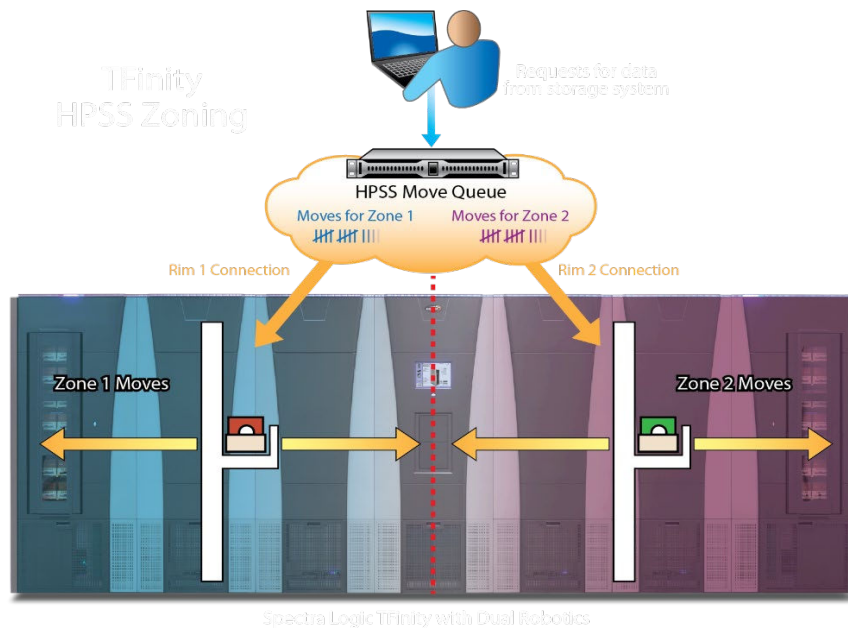 TFinity
HPSS Zoning
Requests for data
from storage system
HPSS Move Queue
Moves for Zone 1
Moves for Zone 2
Rim 1 Connection
Rim 2 Connection
Zone 1 Moves
Zone 2 Moves
Spectra Logic TFinity with Dual Robotics